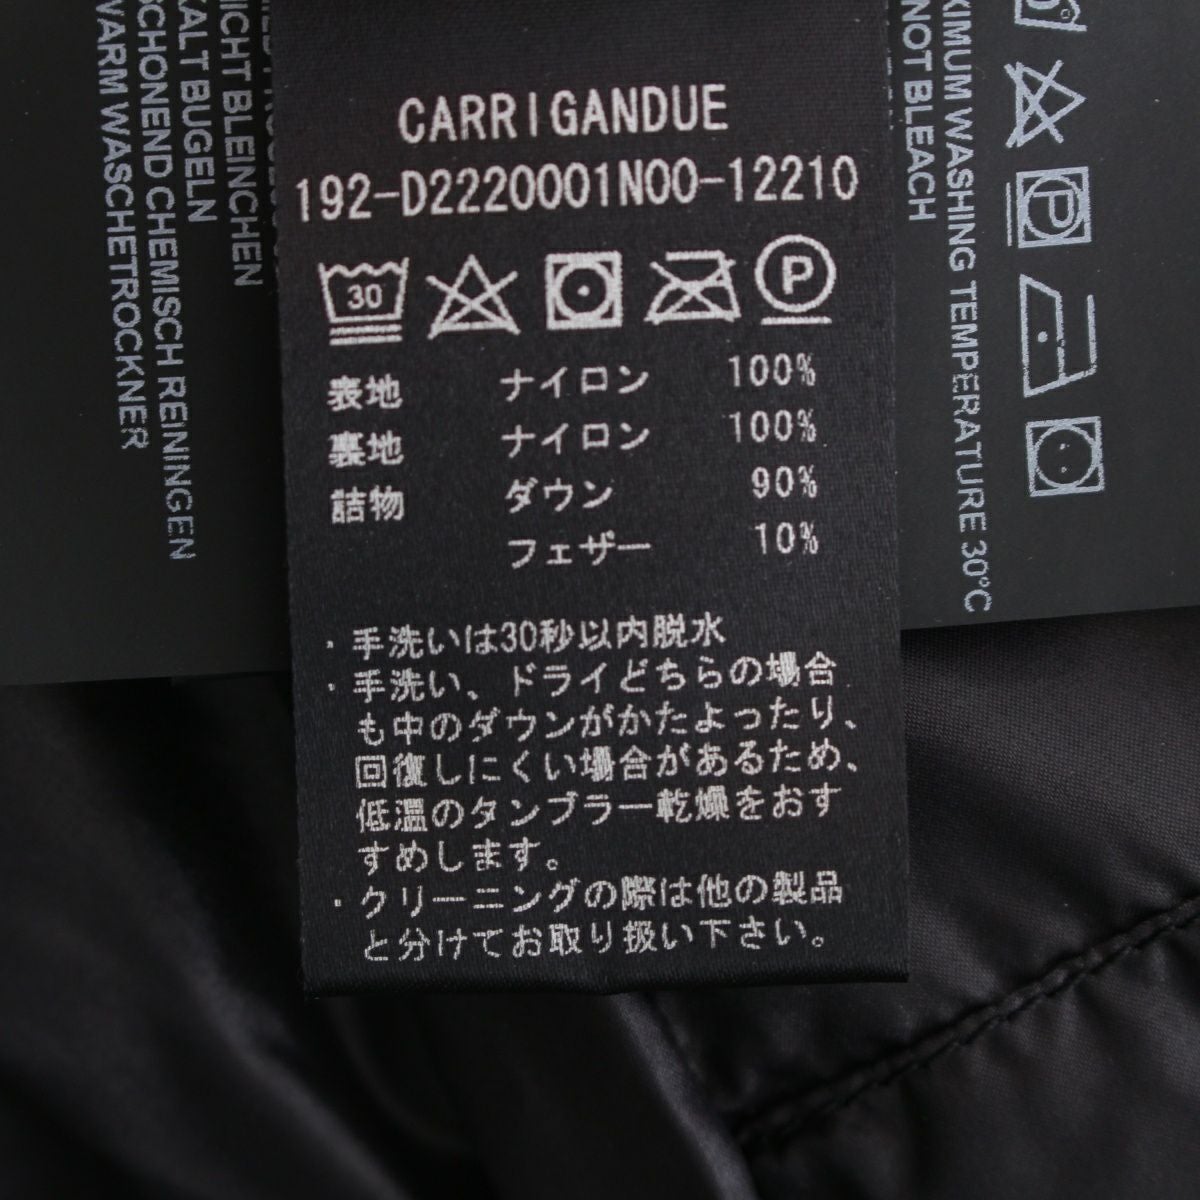 CARRIGANDUE
192-D2220001N00-12210
30
表地 ナイロン 100%
裏地 ナイロン 100%
詰物 ダウン 90%
フェザー 10%
・手洗いは30秒以内脱水
・手洗い、ドライどちらの場合
も中のダウンがかたよったり、
回復しにくい場合があるため、
低温のタンブラー乾燥をおす
すめします。
・クリーニングの際は他の製品
と分けてお取り扱い下さい。
NICHT BLEINCHEN
KALT BUGELN
SCHONEND CHEMISCH REININGEN
WARM WASCHETROCKNER
XIMUM WASHING TEMPERATURE 30°C
NOT BLEACH
P
P